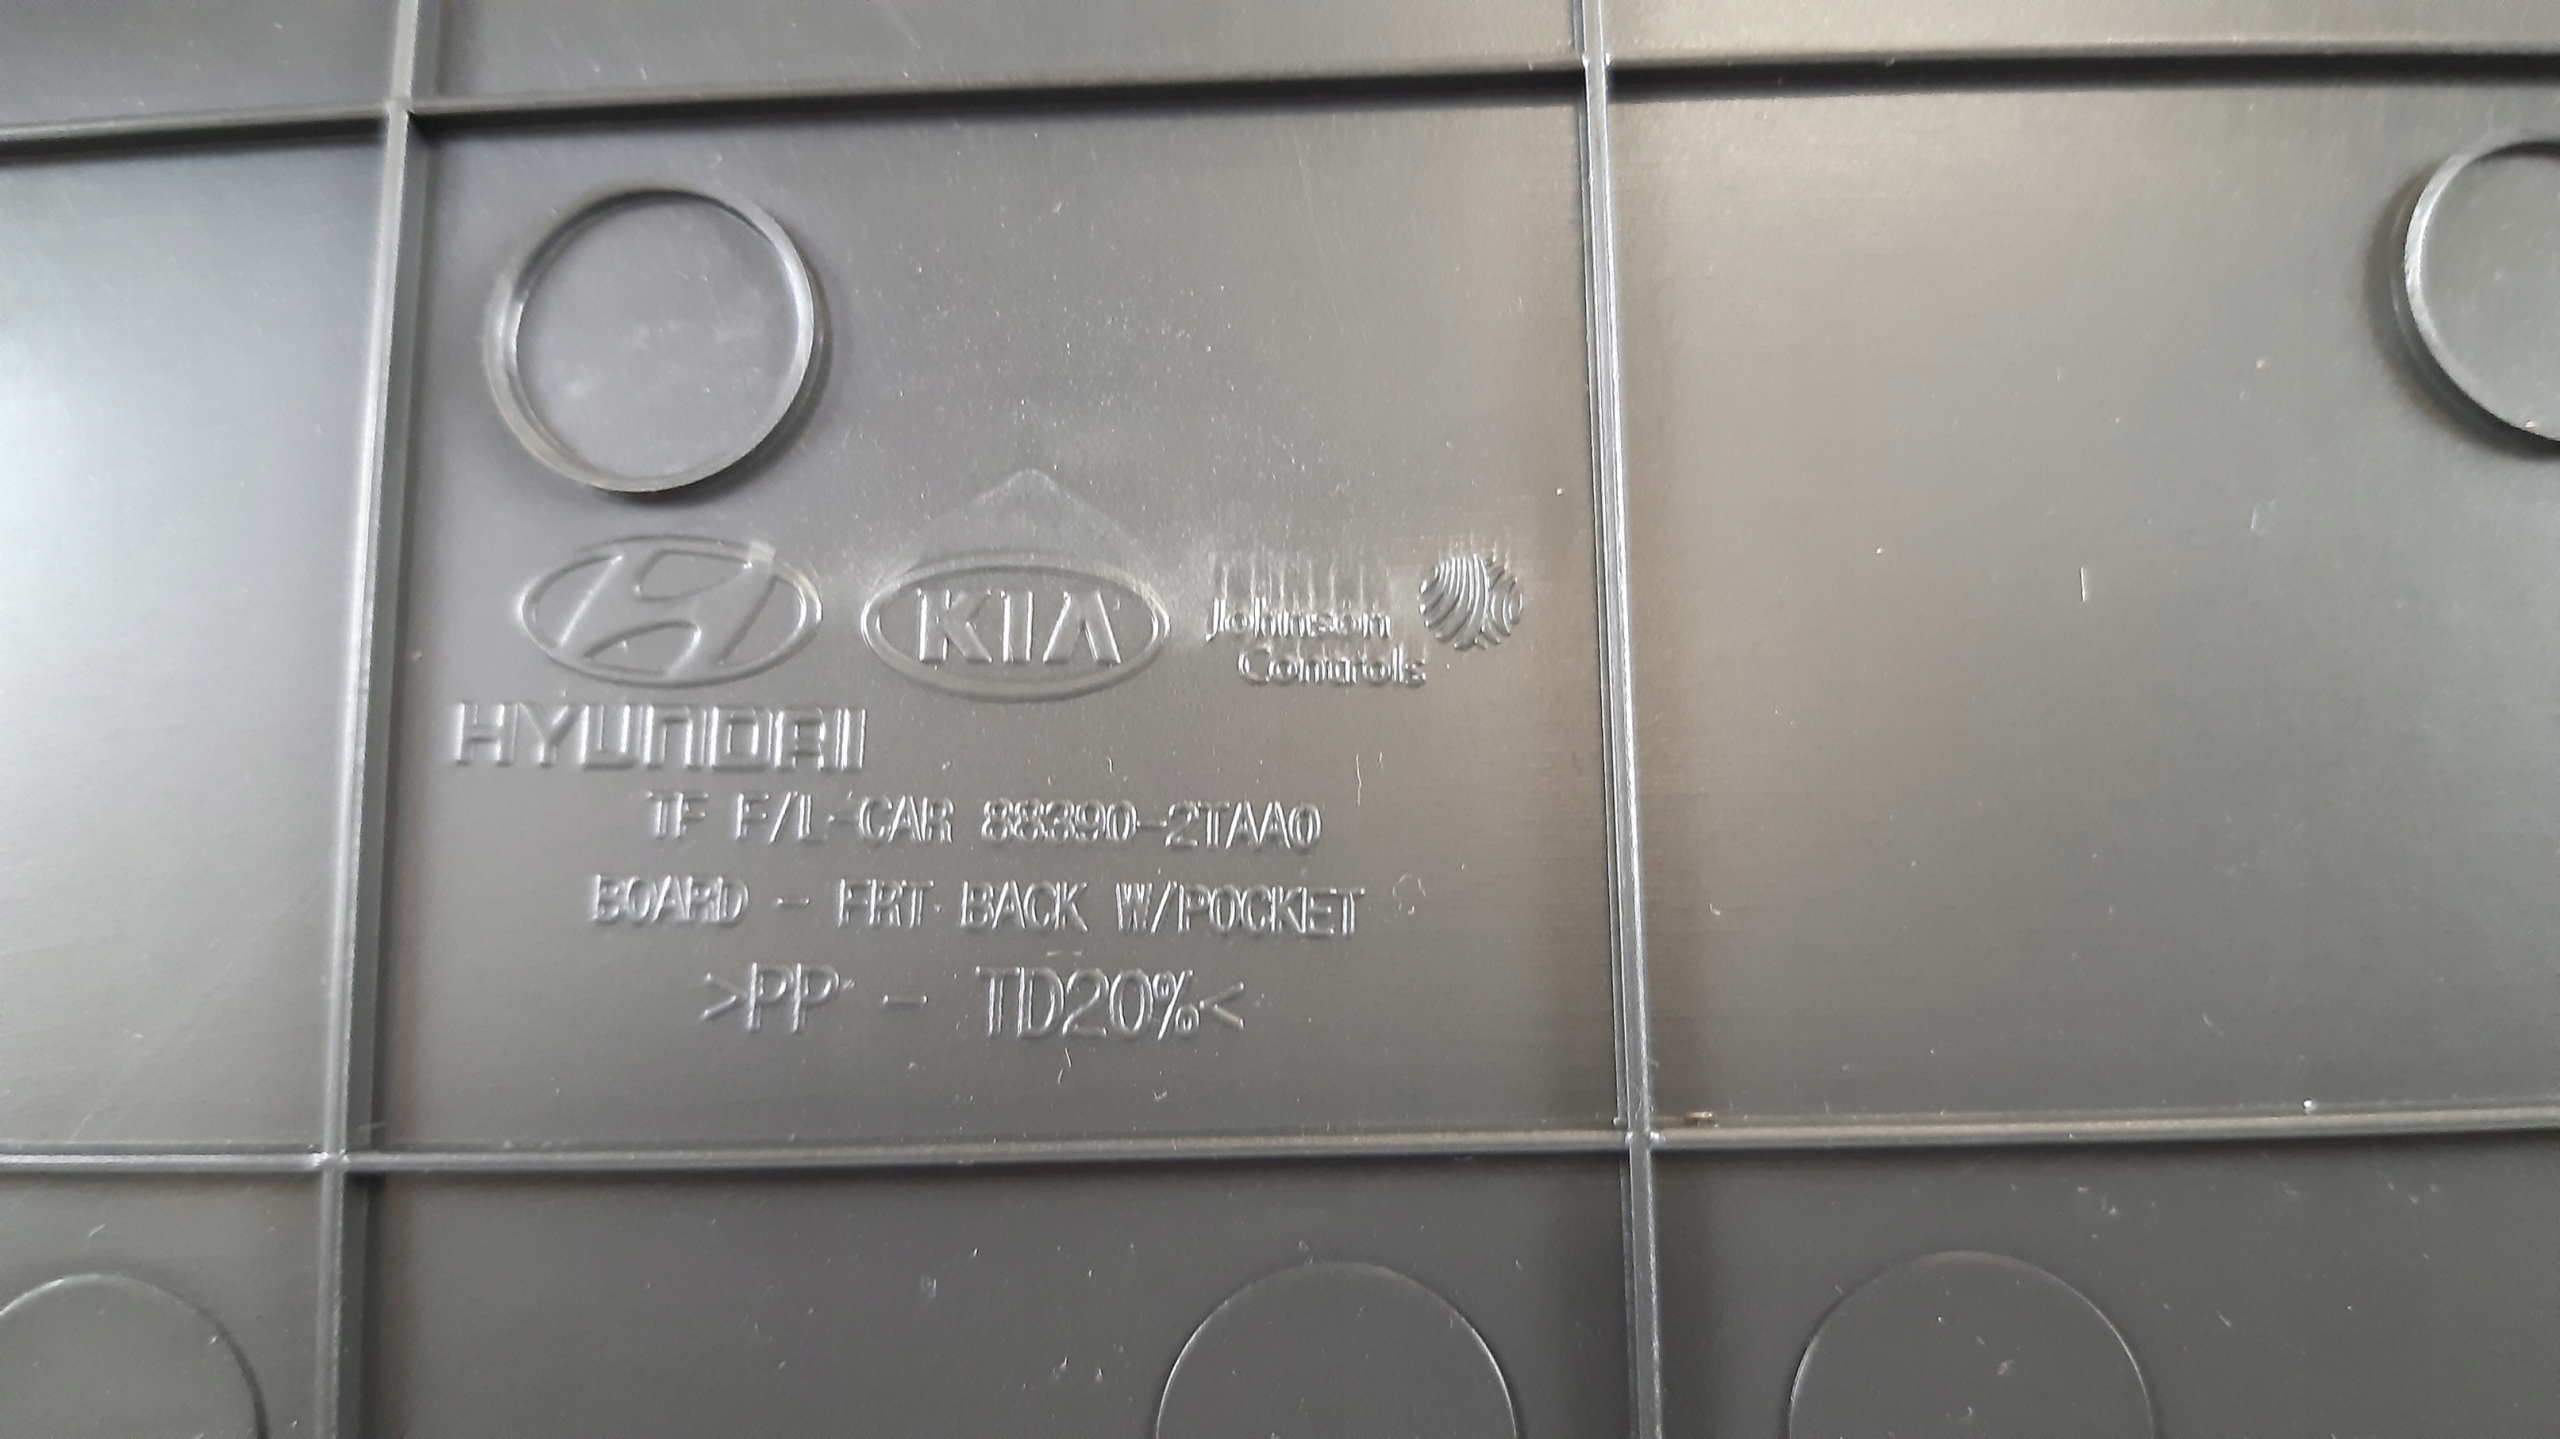 KIA
Johnson
Controls
HYUNDAI
TF F/L-CAR 88390-2TAA0
BOARD - FRT BACK W/POCKET
>PP - TD20%<